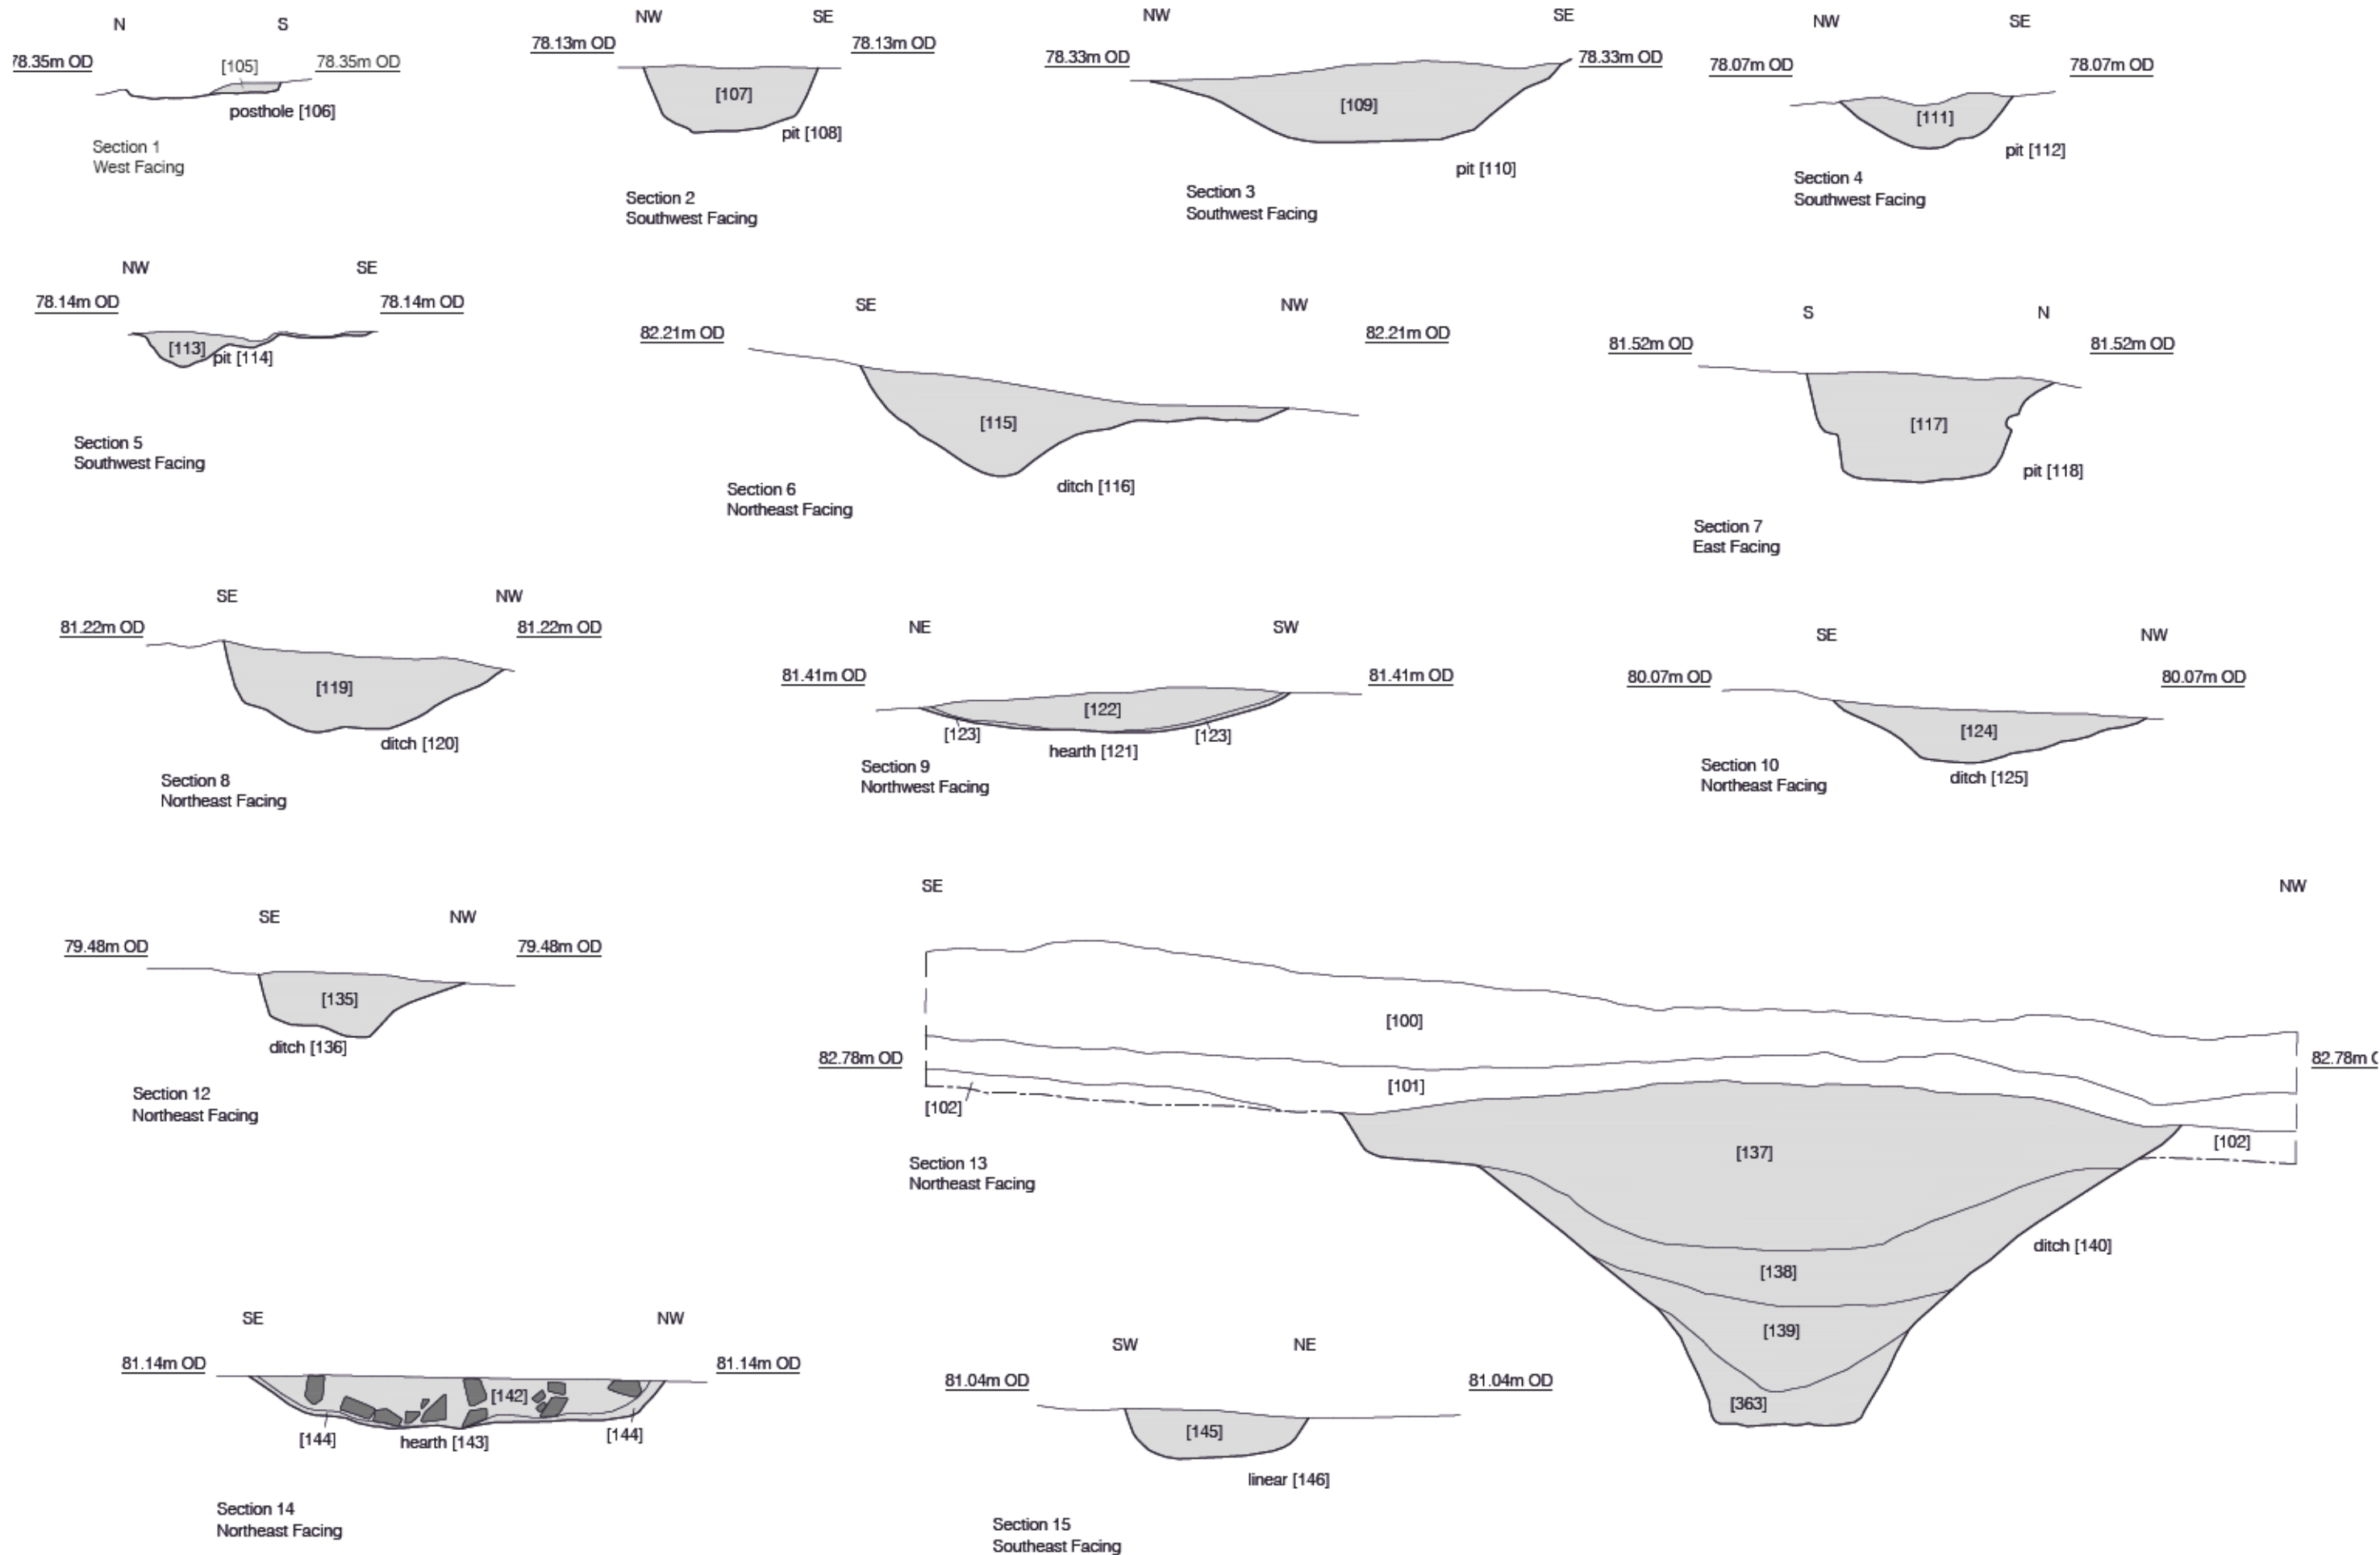 N S
78.35m OD [105] 78.35m OD
posthole [106]
Section 1
West Facing
NW SE
78.13m OD 78.13m OD
[107]
pit [108]
Section 2
Southwest Facing
NW SE
78.33m OD 78.33m OD
[109]
pit [110]
Section 3
Southwest Facing
NW SE
78.07m OD 78.07m OD
[111]
pit [112]
Section 4
Southwest Facing
NW SE
78.14m OD 78.14m OD
[113] pit [114]
Section 5
Southwest Facing
SE NW
82.21m OD 82.21m OD
[115]
ditch [116]
Section 6
Northeast Facing
S N
81.52m OD 81.52m OD
[117]
pit [118]
Section 7
East Facing
SE NW
81.22m OD 81.22m OD
[119]
ditch [120]
Section 8
Northeast Facing
NE SW
81.41m OD 81.41m OD
[122]
[123] [123]
hearth [121]
Section 9
Northwest Facing
SE NW
80.07m OD 80.07m OD
[124]
ditch [125]
Section 10
Northeast Facing
SE NW
79.48m OD 79.48m OD
[135]
ditch [136]
Section 12
Northeast Facing
SE NW
[100]
82.78m OD 82.78m
[101]
[102]
[102]
[137]
Section 13
Northeast Facing
ditch [140]
[138]
[139]
[363]
SE NW
81.14m OD 81.14m OD
[142]
[144] hearth [143] [144]
Section 14
Northeast Facing
SW NE
81.04m OD 81.04m OD
[145]
linear [146]
Section 15
Southeast Facing